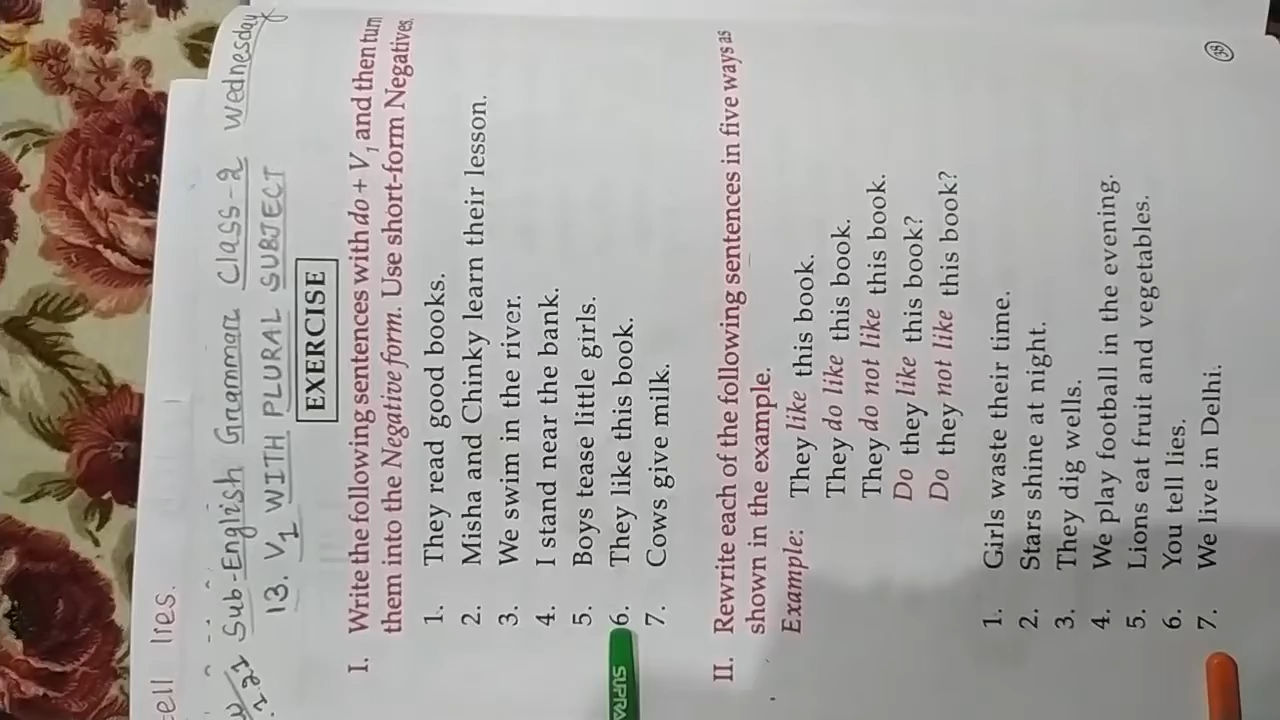 tell lies.
Sub-English Grammar Class-2 Wednesday
13. V1 WITH PLURAL SUBJECT
EXERCISE
I. Write the following sentences with do + V1 and then turn
them into the Negative form. Use short-form Negatives.
1. They read good books.
2. Misha and Chinky learn their lesson.
3. We swim in the river.
4. I stand near the bank.
5. Boys tease little girls.
6. They like this book.
7. Cows give milk.
II. Rewrite each of the following sentences in five ways as
shown in the example.
Example: They like this book.
They do like this book.
They do not like this book.
Do they like this book?
Do they not like this book?
1. Girls waste their time.
2. Stars shine at night.
3. They dig wells.
4. We play football in the evening.
5. Lions eat fruit and vegetables.
6. You tell lies.
7. We live in Delhi.
38
SUPRA